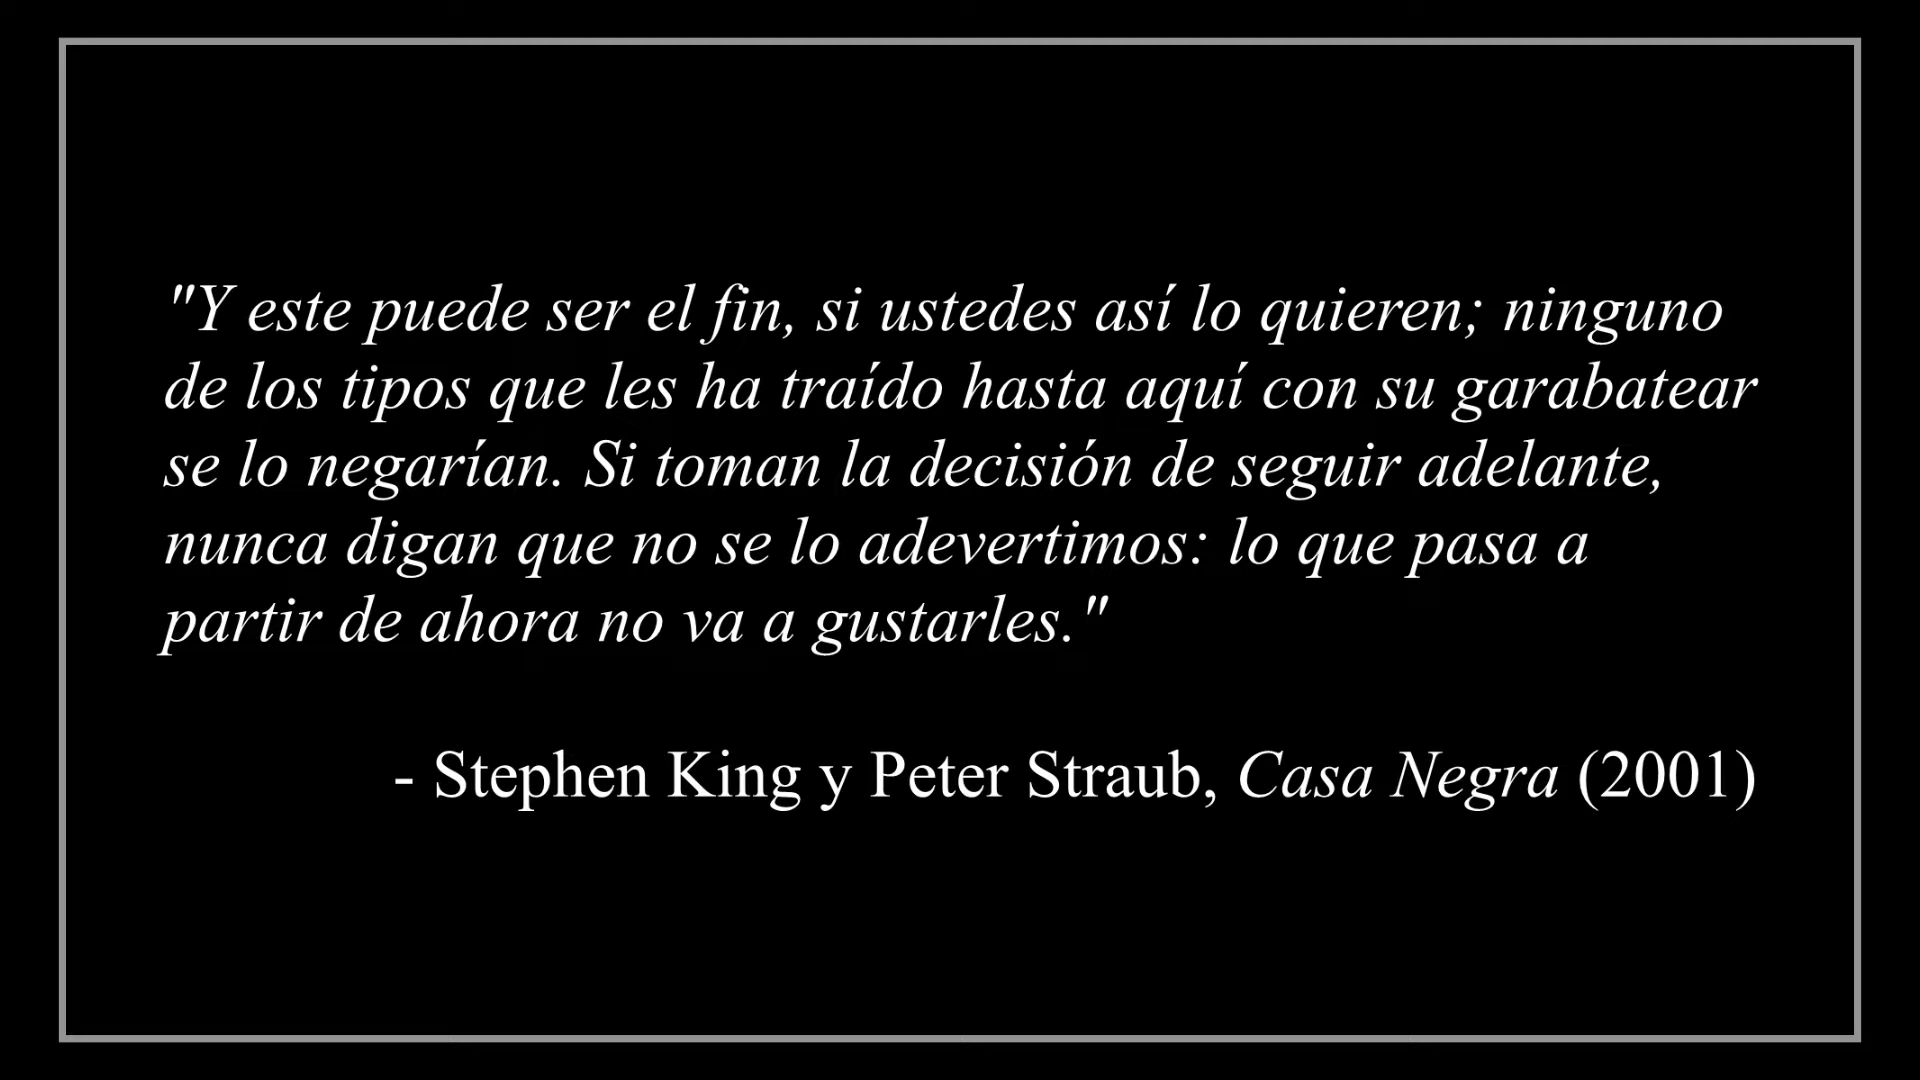 "Y este puede ser el fin, si ustedes así lo quieren; ninguno
de los tipos que les ha traído hasta aquí con su garabatear
se lo negarían. Si toman la decisión de seguir adelante,
nunca digan que no se lo adevertimos: lo que pasa a
partir de ahora no va a gustarles."
- Stephen King y Peter Straub, Casa Negra (2001)